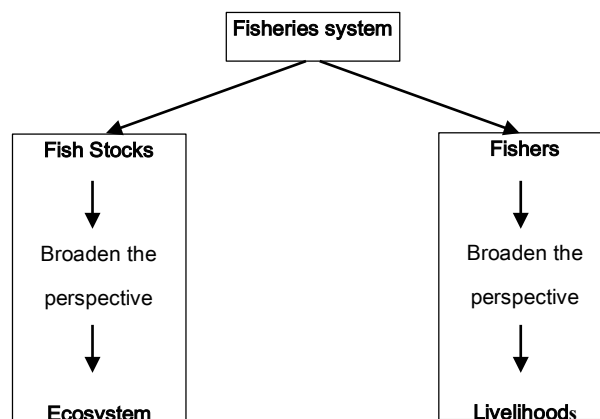 Fisheries system
Fish Stocks
Broaden the
perspective
Ecosystem
Fishers
Broaden the
perspective
Livelihoods